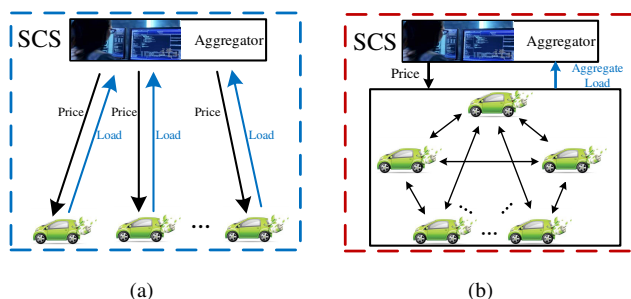 SCS
Aggregator
Price
Price
Price
Load
Load
Load
...
(a)
SCS
Aggregator
Price
Aggregate
Load
...
...
...
(b)